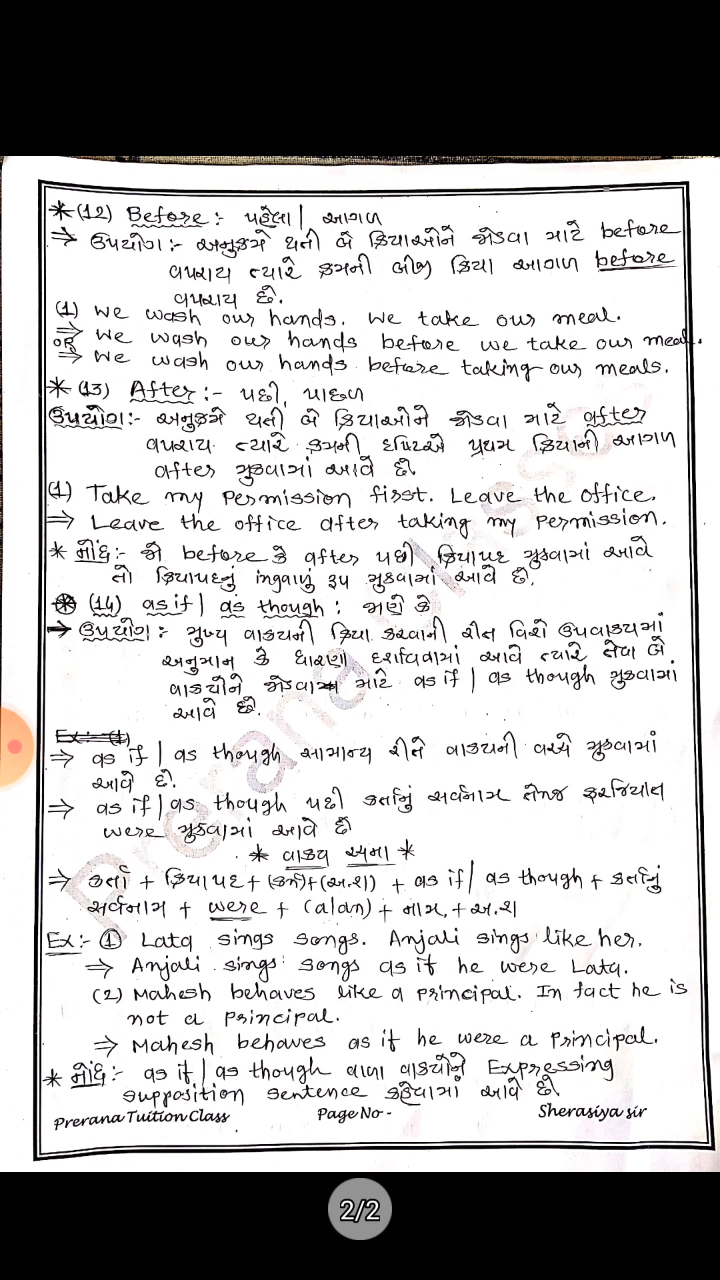 *(12) Before:- પહેલા/ આગળ
⇒ ઉપયોગ:- અનુક્રમે થતી બે ક્રિયાઓને જોડવા માટે before
વપરાય ત્યારે ક્રમની બીજી ક્રિયા આગળ before
વપરાય છે.
(1) We wash our hands. We take our meal.
⇒ We wash our hands before we take our meal.
OR
⇒ We wash our hands before taking our meals.
*(13) After:- પછી, પાછળ
ઉપયોગ:- અનુક્રમે થતી બે ક્રિયાઓને જોડવા માટે after
વપરાય ત્યારે ક્રમની દ્રષ્ટિએ પ્રથમ ક્રિયાની આગળ
after મુકવામાં આવે છે.
(1) Take my Permission first. Leave the office.
⇒ Leave the office after taking my Permission.
* નોંધ:- જો before કે after પછી ક્રિયાપદ મુકવામાં આવે
તો ક્રિયાપદનું ingવાળું રૂપ મુકવામાં આવે છે.
* (14) as if / as though: જાણે કે
→ ઉપયોગ:- મુખ્ય વાક્યની ક્રિયા કરવાની રીત વિશે ઉપવાક્યમાં
અનુમાન કે ધારણા દર્શાવવામાં આવે ત્યારે તેવા બે
વાક્યોને જોડવા માટે as if / as though મુકવામાં
આવે છે.
Ex:- (1)
⇒ as if / as though સામાન્ય રીતે વાક્યની વચ્ચે મુકવામાં
આવે છે.
⇒ as if / as though પછી કર્તાનું સર્વનામ તેમજ ફરજિયાત
were મુકવામાં આવે છે
* વાક્ય રચના *
⇒ કર્તા + ક્રિયાપદ + (કર્મ)+(અ.શ) + as if / as though + કર્તાનું
સર્વનામ + were + (a/an) + નામ, + અ.શ
Ex:- ① Lata sings songs. Anjali sings like her.
⇒ Anjali sings songs as if he were Lata.
(2) Mahesh behaves like a principal. In fact he is
not a principal.
⇒ Mahesh behaves as if he were a Principal.
* નોંધ:- as if / as though વાળા વાક્યોને Expressing
supposition sentence કહેવામાં આવે છે
Prerana Tuition Class Page No - Sherasiya sir
Prerana Classes
2/2